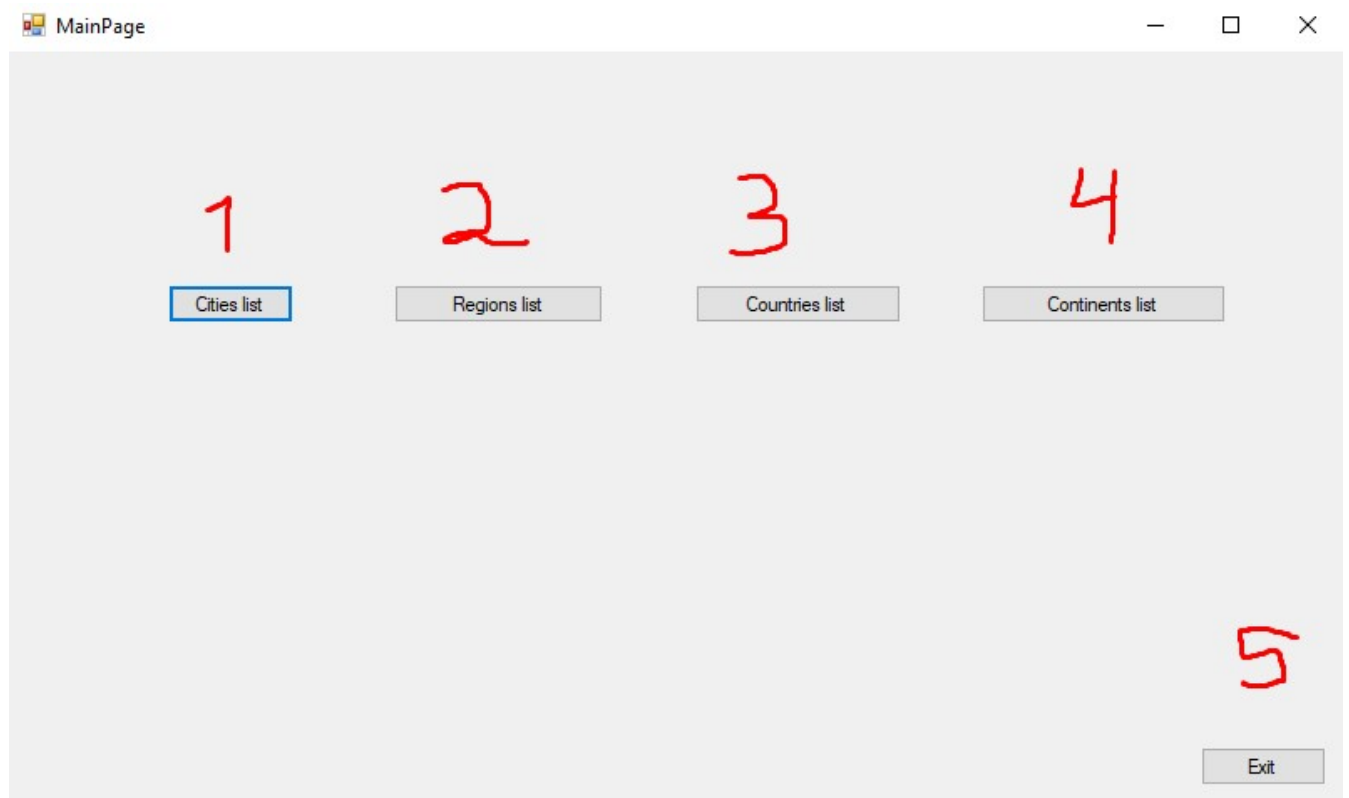 MainPage
1 2 3 4
Cities list Regions list Countries list Continents list
5
Exit